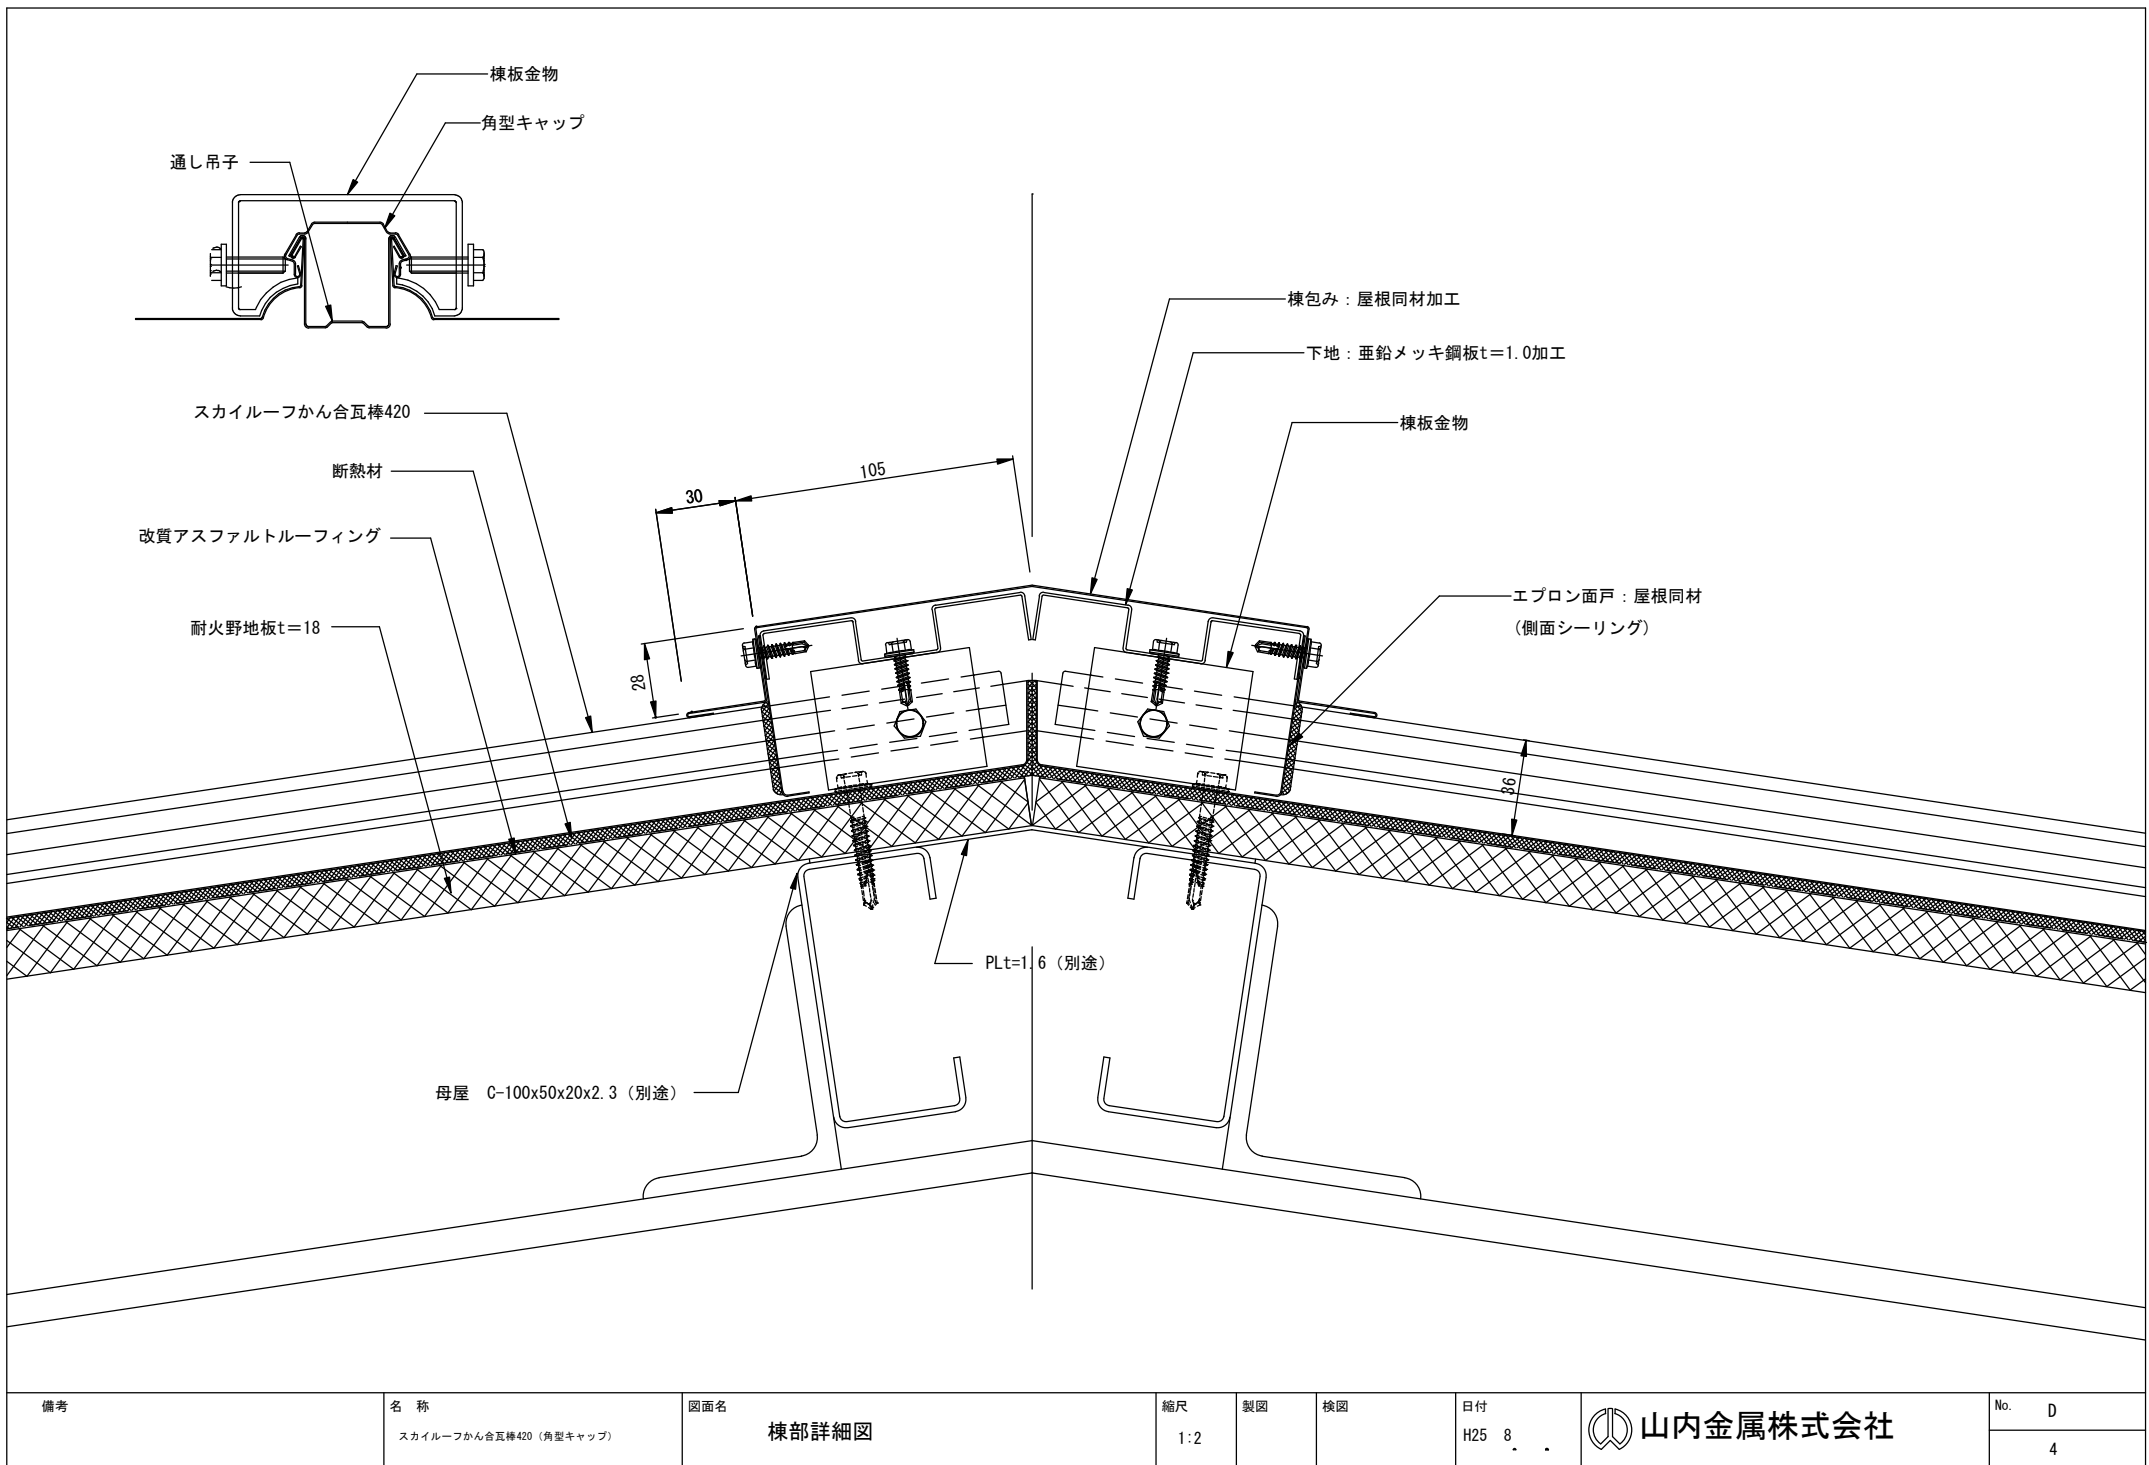 棟板金物
角型キャップ
通し吊子
棟包み：屋根同材加工
下地：亜鉛メッキ鋼板t＝1.0加工
スカイルーフかん合瓦棒420
棟板金物
断熱材
105
30
改質アスファルトルーフィング
エプロン面戸：屋根同材
（側面シーリング）
耐火野地板t＝18
28
36
PLt=1.6（別途）
母屋　C-100x50x20x2.3（別途）
備考
名　称
スカイルーフかん合瓦棒420（角型キャップ）
図面名
棟部詳細図
縮尺
1:2
製図
検図
日付
H25 8 . .
山内金属株式会社
No. D
4